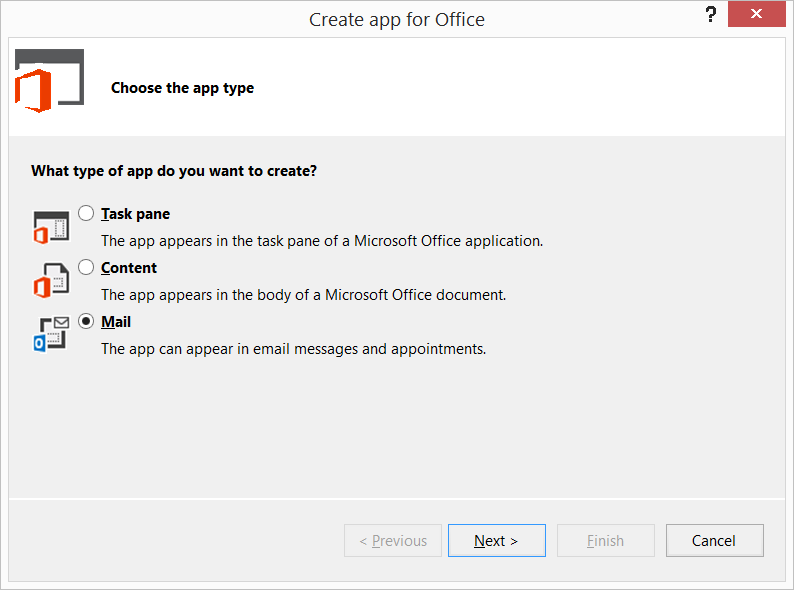 Create app for Office
?
Choose the app type
What type of app do you want to create?
Task pane
The app appears in the task pane of a Microsoft Office application.
Content
The app appears in the body of a Microsoft Office document.
Mail
The app can appear in email messages and appointments.
< Previous
Next >
Finish
Cancel